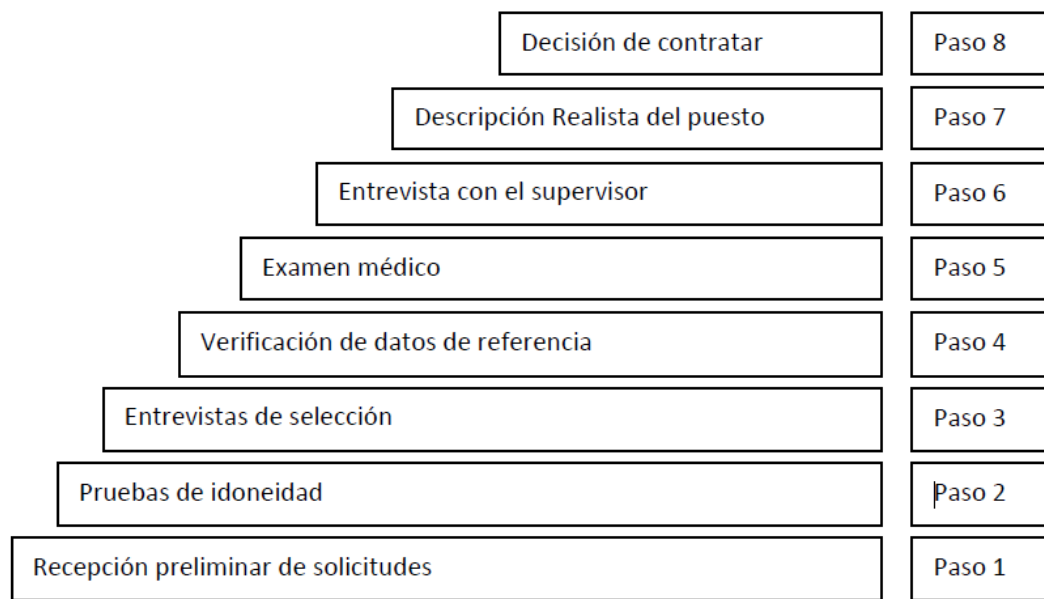 Decisión de contratar Paso 8
Descripción Realista del puesto Paso 7
Entrevista con el supervisor Paso 6
Examen médico Paso 5
Verificación de datos de referencia Paso 4
Entrevistas de selección Paso 3
Pruebas de idoneidad Paso 2
Recepción preliminar de solicitudes Paso 1